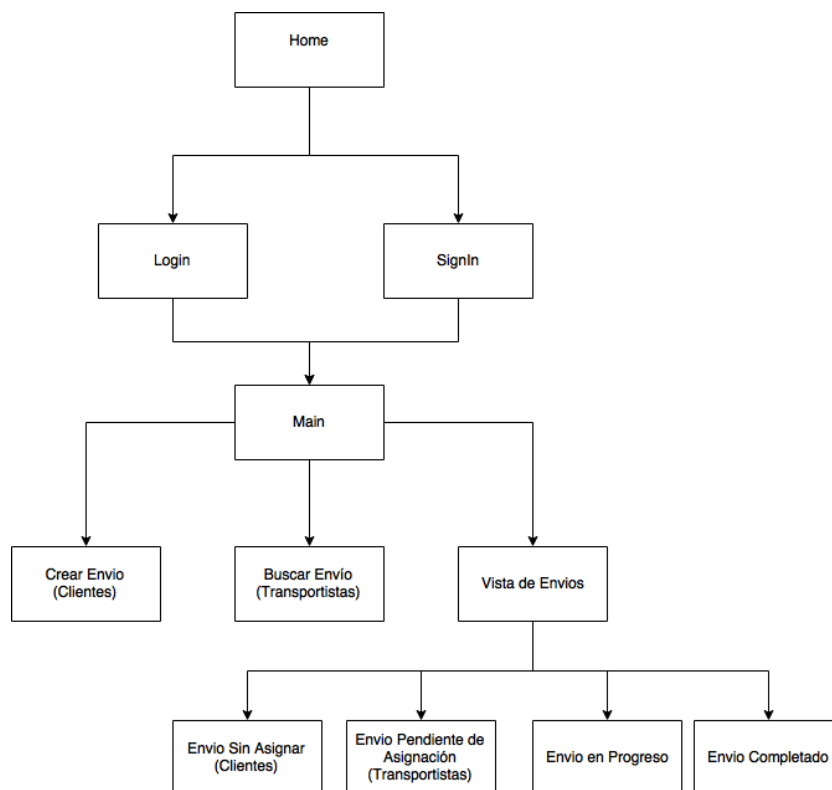 Home
Login
SignIn
Main
Crear Envio
(Clientes)
Buscar Envío
(Transportistas)
Vista de Envios
Envio Sin Asignar
(Clientes)
Envio Pendiente de
Asignación
(Transportistas)
Envio en Progreso
Envio Completado